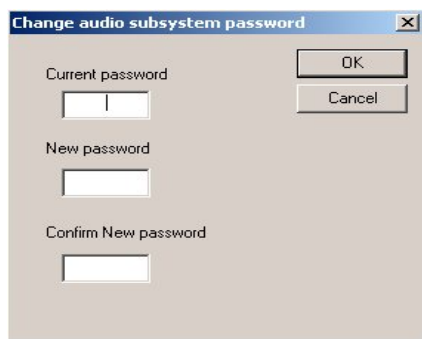 Change audio subsystem password
Current password
OK
Cancel
New password
Confirm New password